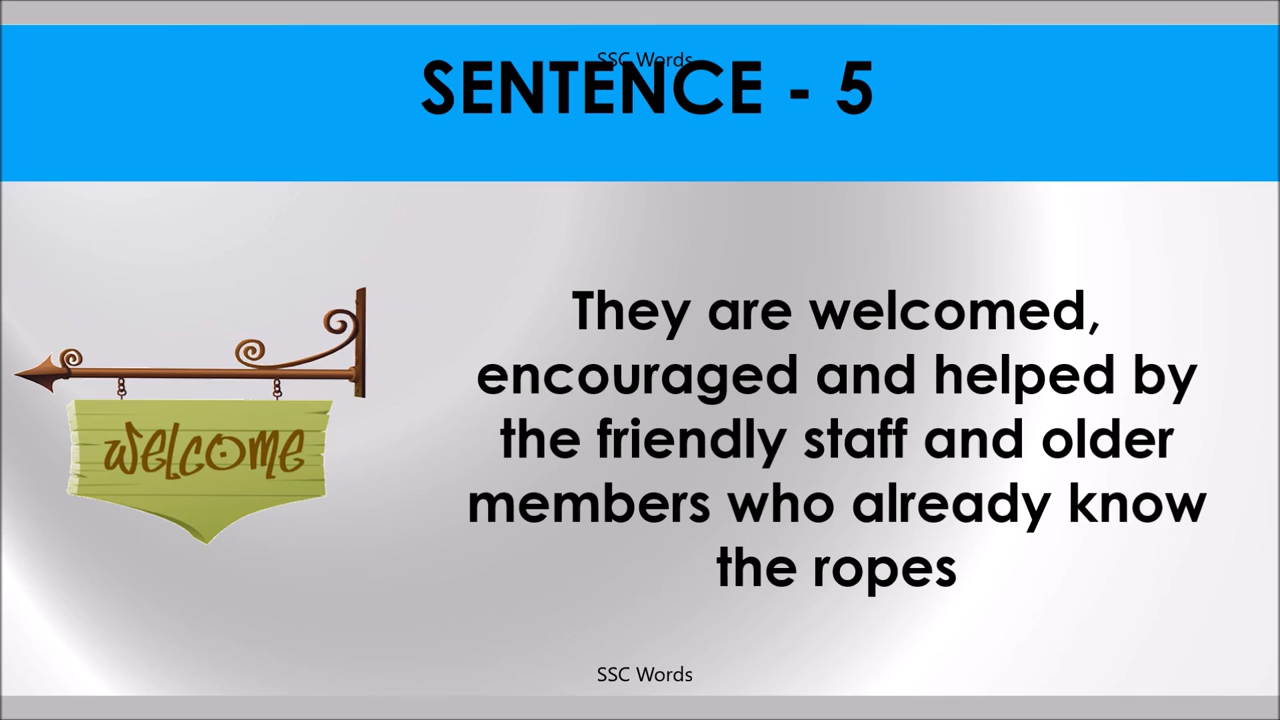 SSC Words
SENTENCE - 5
They are welcomed,
encouraged and helped by
the friendly staff and older
members who already know
the ropes
welcome
SSC Words